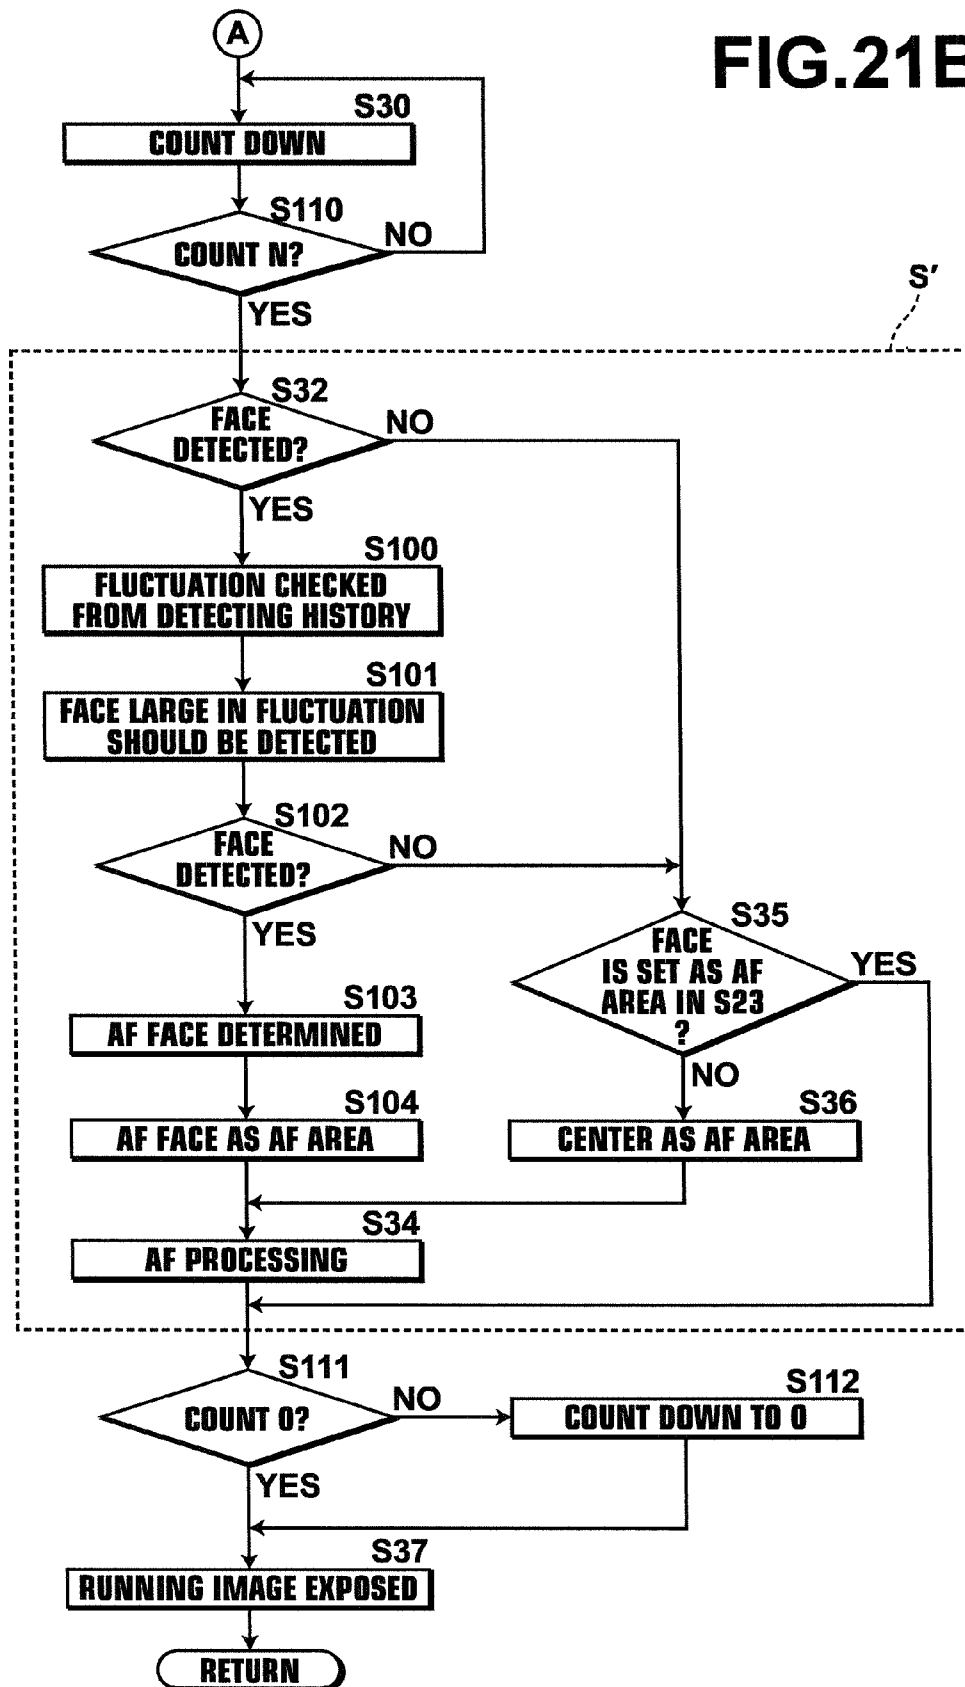 A
FIG.21B
S30
COUNT DOWN
S110
COUNT N?
NO
YES
S'
S32
FACE
DETECTED?
NO
YES
S100
FLUCTUATION CHECKED
FROM DETECTING HISTORY
S101
FACE LARGE IN FLUCTUATION
SHOULD BE DETECTED
S102
FACE
DETECTED?
NO
YES
S35
FACE
IS SET AS AF
AREA IN S23
?
YES
NO
S103
AF FACE DETERMINED
S104
AF FACE AS AF AREA
S36
CENTER AS AF AREA
S34
AF PROCESSING
S111
COUNT 0?
NO
YES
S112
COUNT DOWN TO 0
S37
RUNNING IMAGE EXPOSED
RETURN